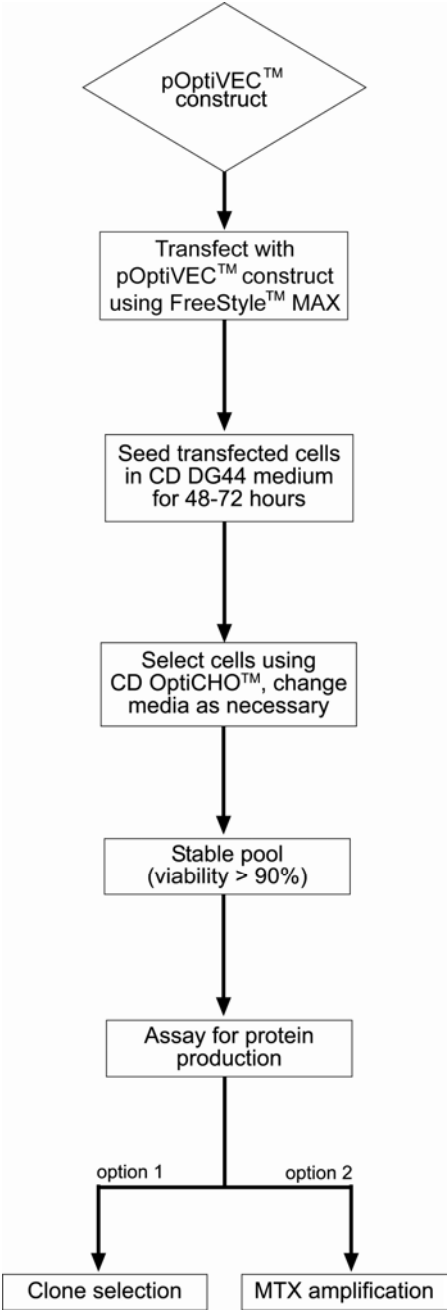 pOptiVEC™
construct
Transfect with
pOptiVEC™ construct
using FreeStyle™ MAX
Seed transfected cells
in CD DG44 medium
for 48-72 hours
Select cells using
CD OptiCHO™, change
media as necessary
Stable pool
(viability > 90%)
Assay for protein
production
option 1
option 2
Clone selection
MTX amplification